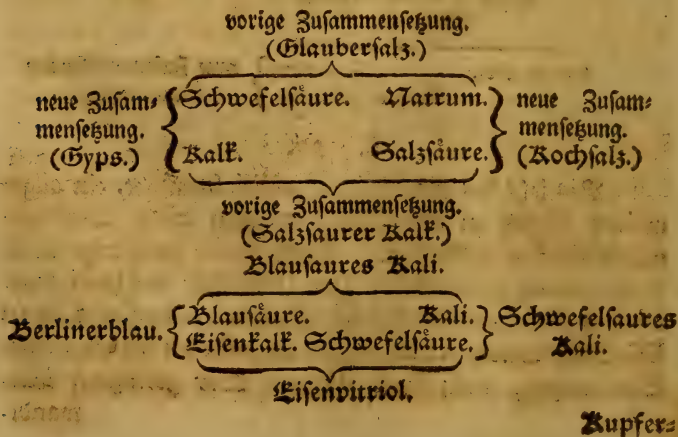 vorige Zuſammenſetzung.
(Glauberſalz.)
neue Zuſam⸗ {Schwefelſäure. Natrum.} neue Zuſam⸗
menſetzung. menſetzung.
(Gyps.) {Kalk. Salzſäure.} (Kochſalz.)
vorige Zuſammenſetzung.
(Salzſaurer Kalk.)
Blauſaures Kali.
Berlinerblau. {Blauſäure. Kali.} Schwefelſaures
{Eiſenkalk. Schwefelſäure.} Kali.
Eiſenvitriol.
Kupfer⸗